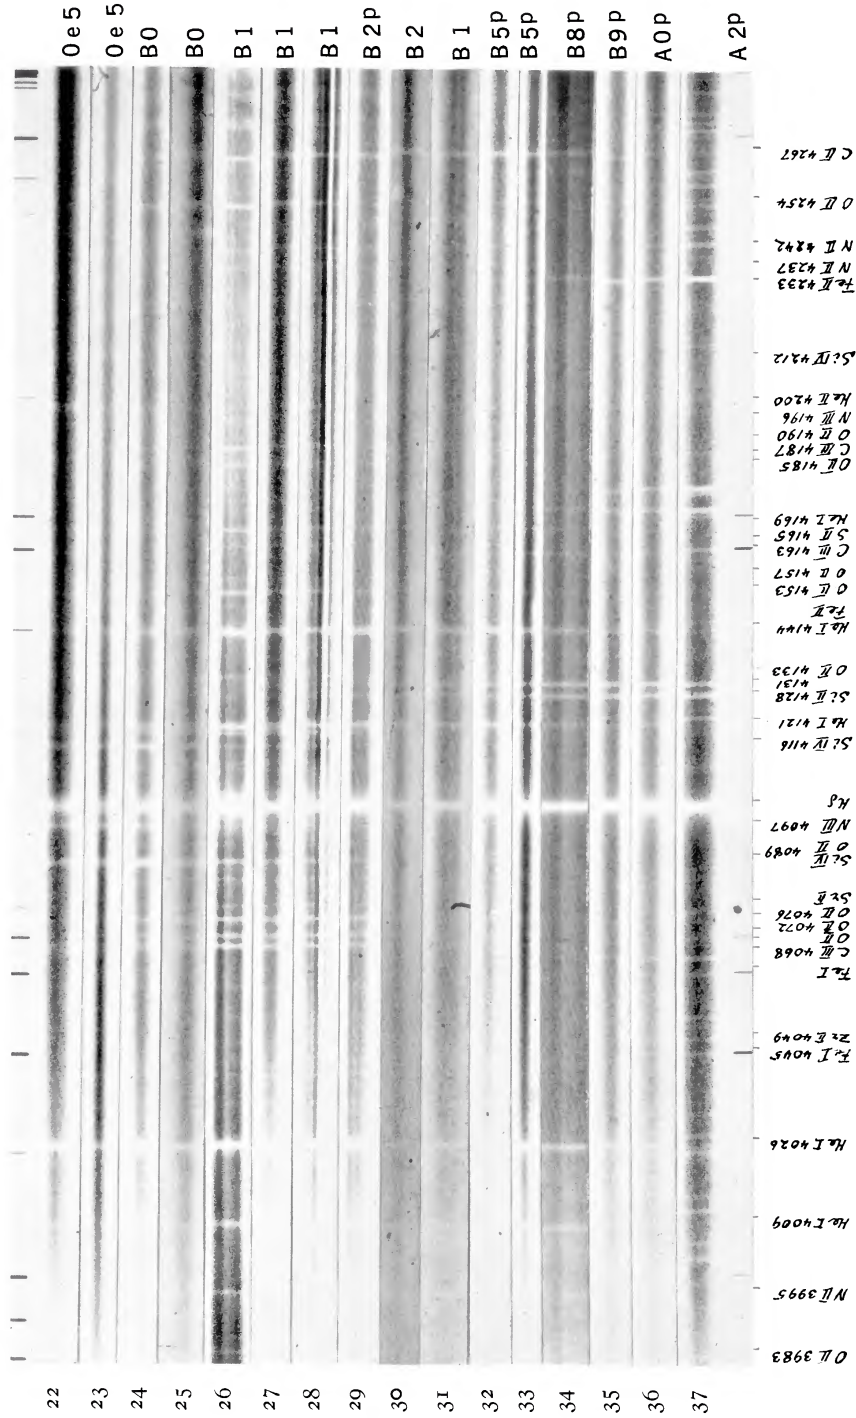 Oe5
Oe5
B0
B0
B1
B1
B1
B2p
B2
B1
B5p
B5p
B8p
B9p
A0p
A2p
C II 4267
O II 4254
N II 4242
N II 4237
Fe II 4233
Si IV 4212
He II 4200
N III 4196
O II 4190
C III 4187
O II 4185
He I 4169
S II 4165
C III 4163
O II 4157
O II 4153
Fe II
He I 4144
O II 4133
4131
Si II 4128
He I 4121
Si IV 4116
Hδ
N III 4097
O II
Si IV 4089
Sr II
O II 4076
O II 4072
O II
C III 4068
Fe I
Zr II 4049
Fe I 4045
He I 4026
He I 4009
N II 3995
O II 3983
22
23
24
25
26
27
28
29
30
31
32
33
34
35
36
37